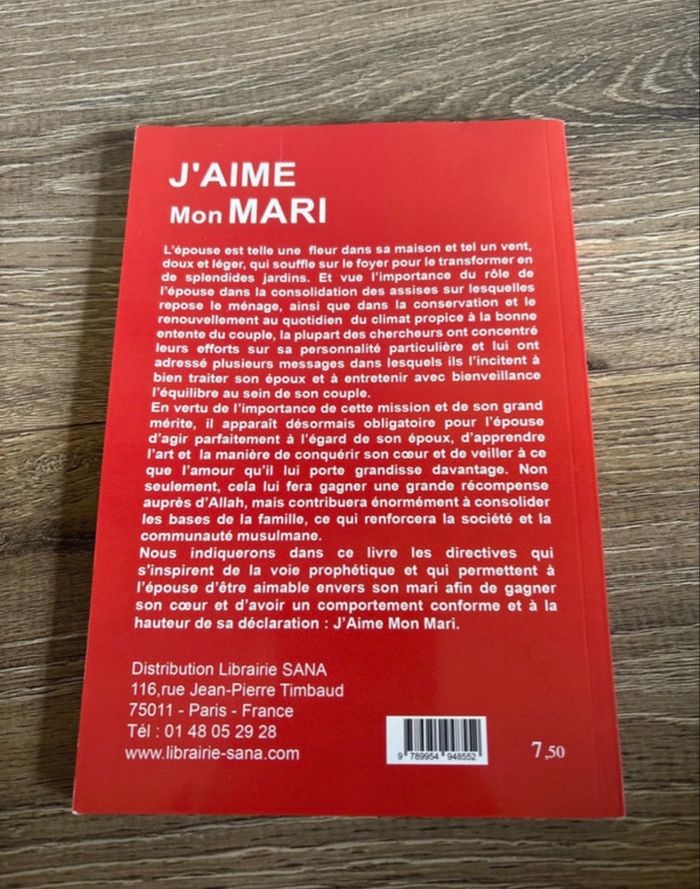 J'AIME
Mon MARI
L'épouse est telle une fleur dans sa maison et tel un vent,
doux et léger, qui souffle sur le foyer pour le transformer en
de splendides jardins. Et vue l'importance du rôle de
l'épouse dans la consolidation des assises sur lesquelles
repose le ménage, ainsi que dans la conservation et le
renouvellement au quotidien du climat propice à la bonne
entente du couple, la plupart des chercheurs ont concentré
leurs efforts sur sa personnalité particulière et lui ont
adressé plusieurs messages dans lesquels ils l'incitent à
bien traiter son époux et à entretenir avec bienveillance
l'équilibre au sein de son couple.
En vertu de l'importance de cette mission et de son grand
mérite, il apparaît désormais obligatoire pour l'épouse
d'agir parfaitement à l'égard de son époux, d'apprendre
l'art et la manière de conquérir son cœur et de veiller à ce
que l'amour qu'il lui porte grandisse davantage. Non
seulement, cela lui fera gagner une grande récompense
auprès d'Allah, mais contribuera énormément à consolider
les bases de la famille, ce qui renforcera la société et la
communauté musulmane.
Nous indiquerons dans ce livre les directives qui
s'inspirent de la voie prophétique et qui permettent à
l'épouse d'être aimable envers son mari afin de gagner
son cœur et d'avoir un comportement conforme et à la
hauteur de sa déclaration : J'Aime Mon Mari.
Distribution Librairie SANA
116,rue Jean-Pierre Timbaud
75011 - Paris - France
Tél : 01 48 05 29 28
www.librairie-sana.com
9 789954 948552
7,50